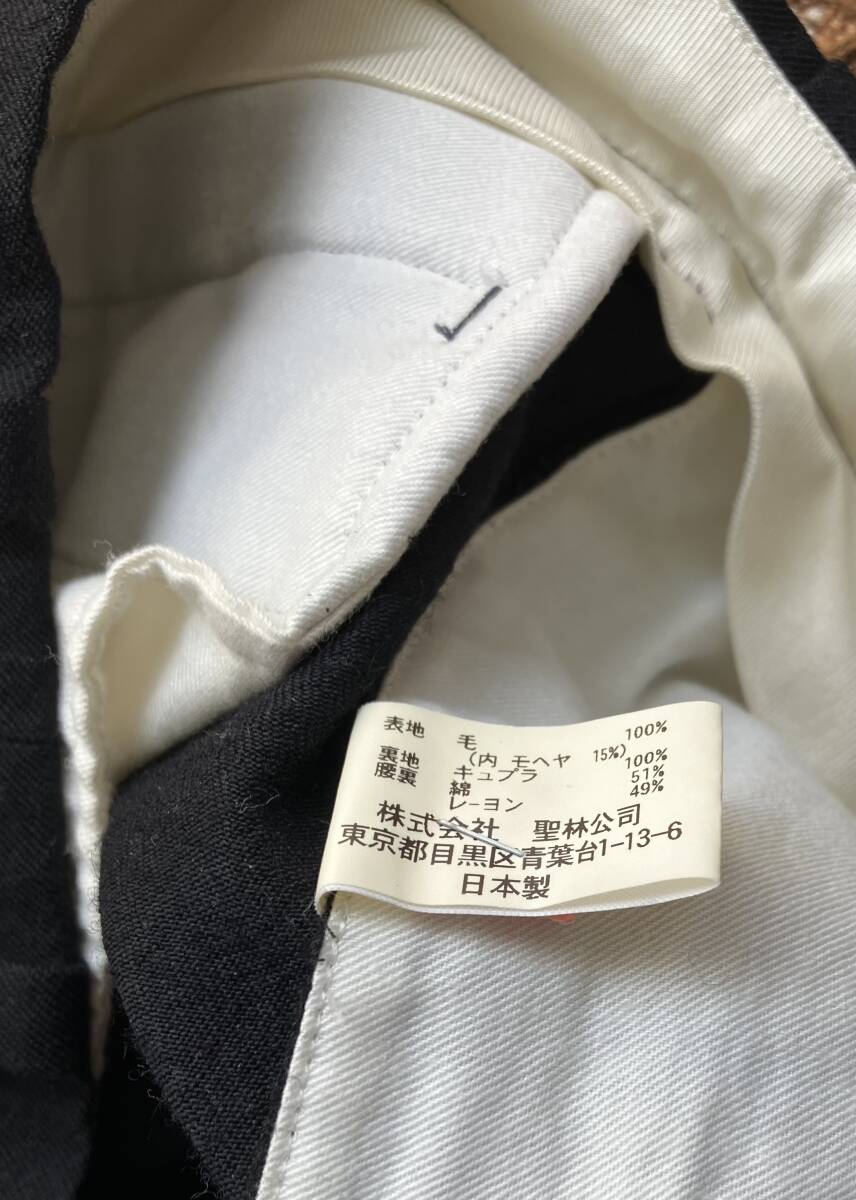 表地 毛 100%
(内 モヘヤ 15%)
裏地 キュプラ 100%
腰裏 綿 51%
レーヨン 49%
株式会社 聖林公司
東京都目黒区青葉台1-13-6
日本製